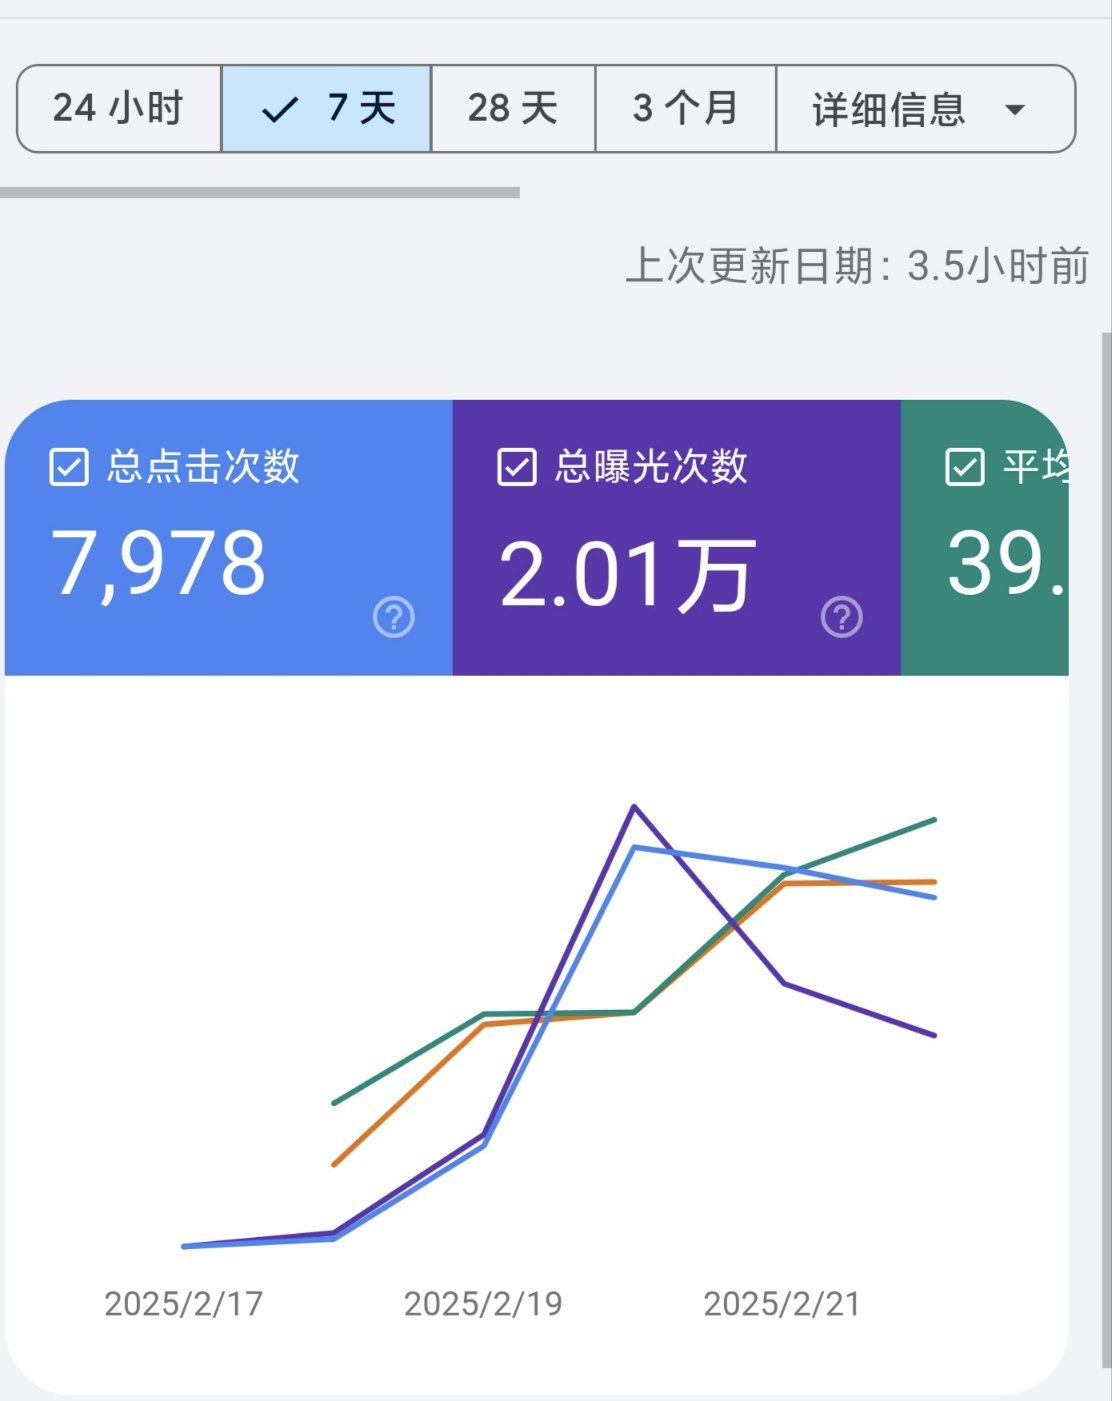 24 小时 7 天 28 天 3 个月 详细信息
上次更新日期：3.5小时前
总点击次数 总曝光次数 平均
7,978 2.01万 39.
2025/2/17 2025/2/19 2025/2/21